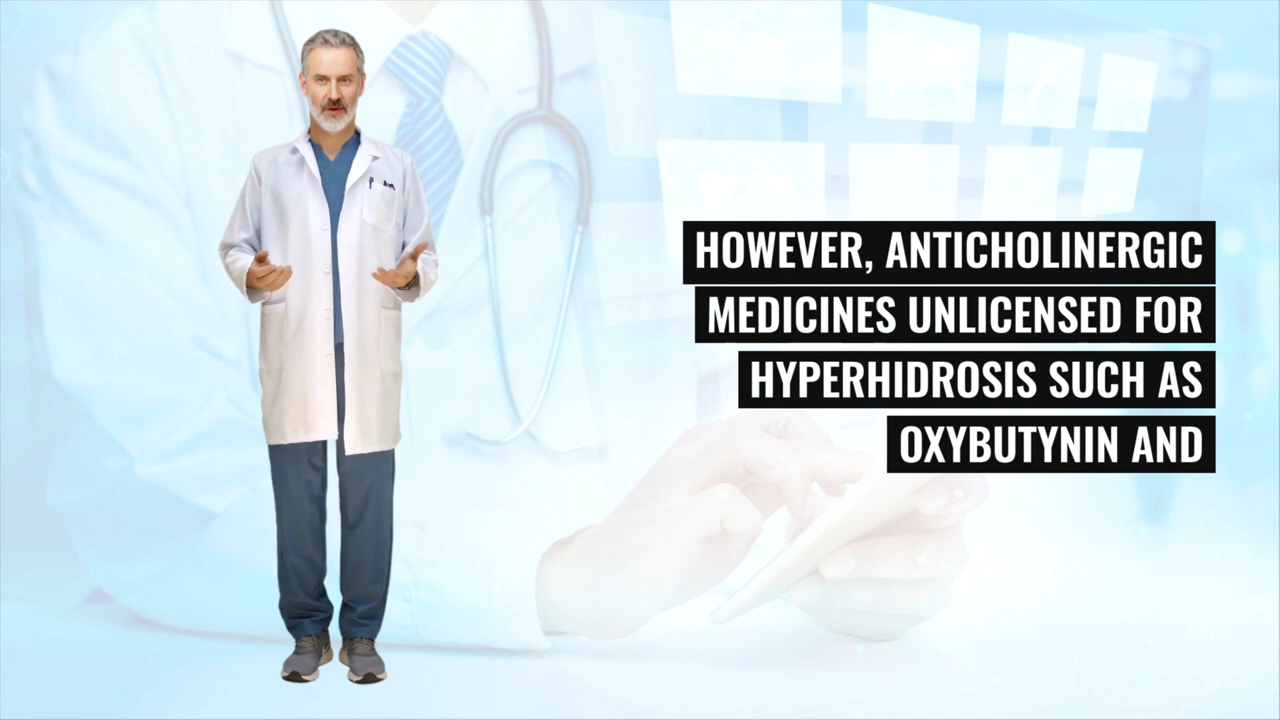 HOWEVER, ANTICHOLINERGIC
MEDICINES UNLICENSED FOR
HYPERHIDROSIS SUCH AS
OXYBUTYNIN AND